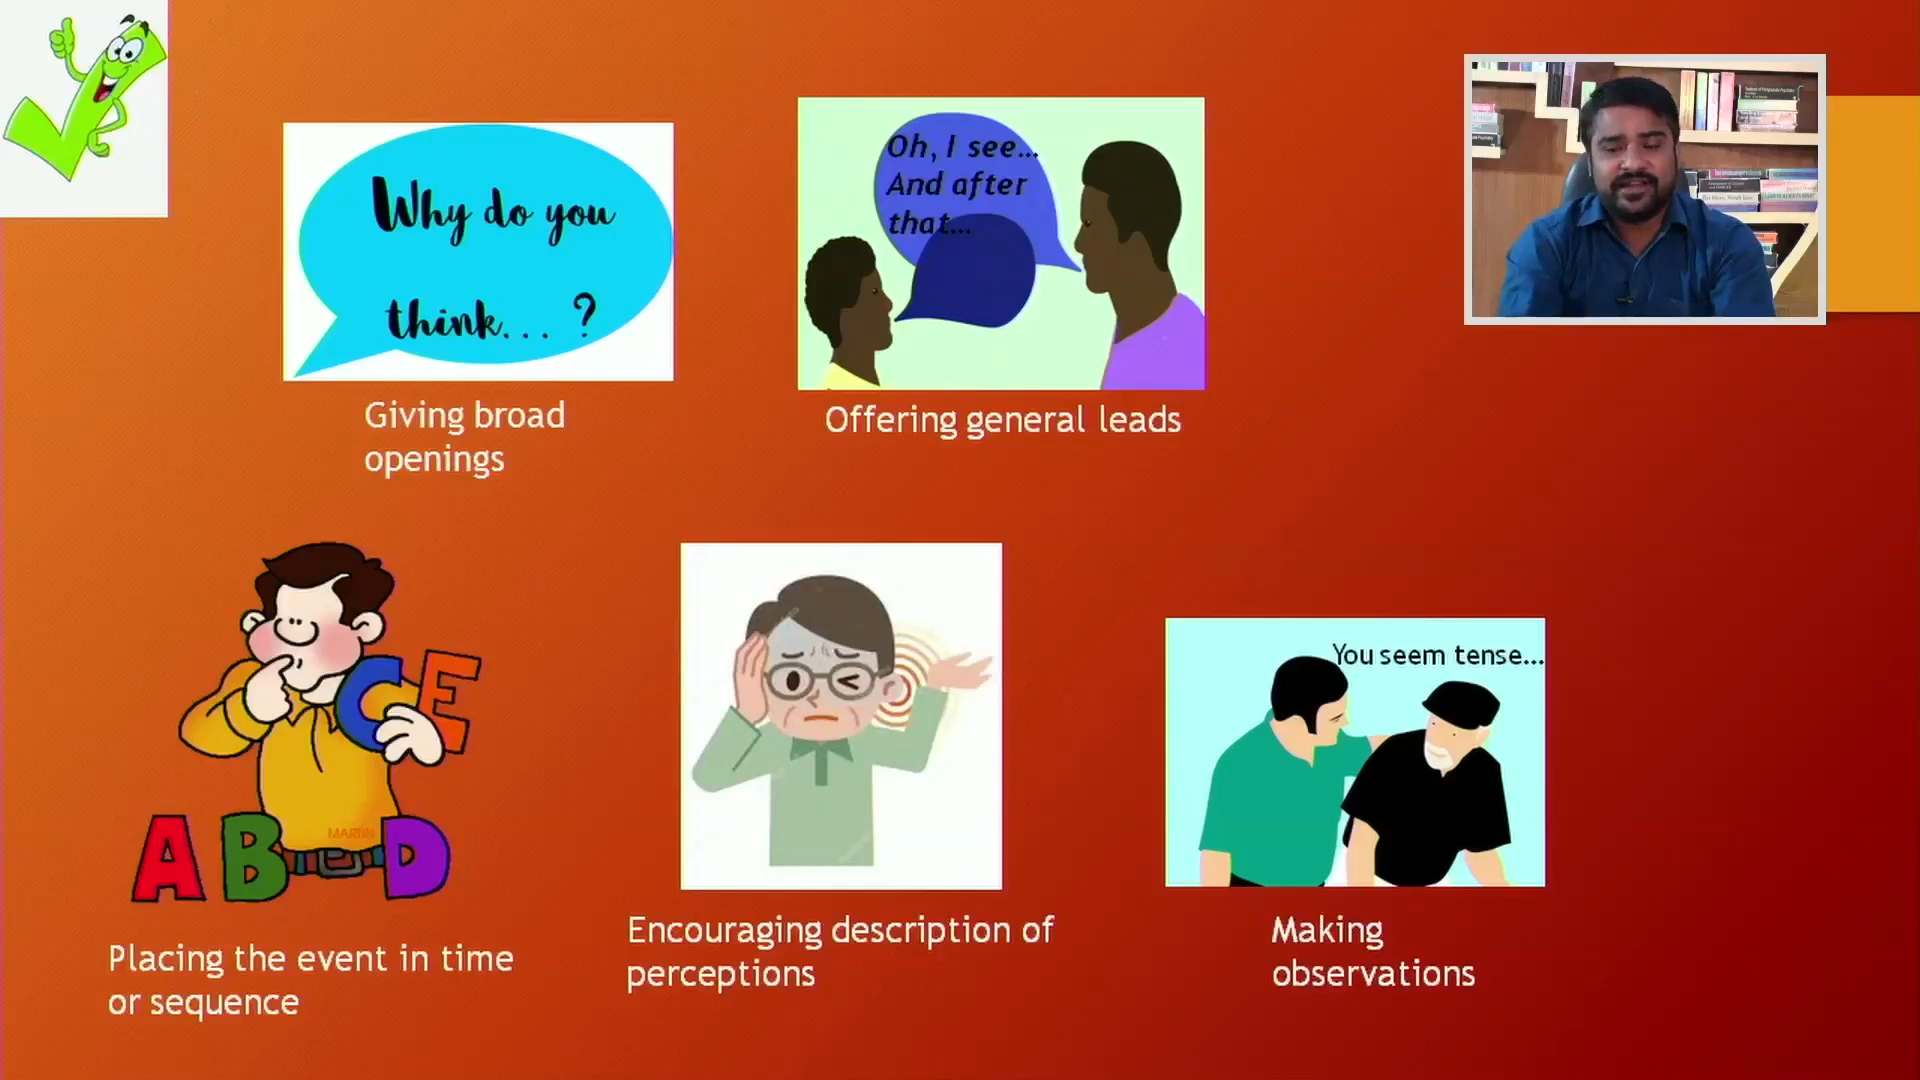 Why do you
think... ?
Oh, I see...
And after
that...
Giving broad
openings
Offering general leads
C E
MARTIN
A B D
You seem tense...
Placing the event in time
or sequence
Encouraging description of
perceptions
Making
observations